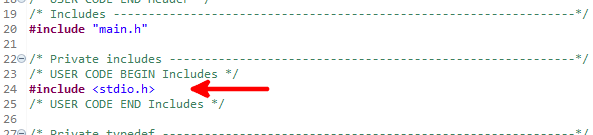 18 /* USER CODE END Header */
19 /* Includes ------------------------------------------------------------------*/
20 #include "main.h"
21
22 /* Private includes ----------------------------------------------------------*/
23 /* USER CODE BEGIN Includes */
24 #include <stdio.h>
25 /* USER CODE END Includes */
26
27 /* Private typedef -----------------------------------------------------------*/